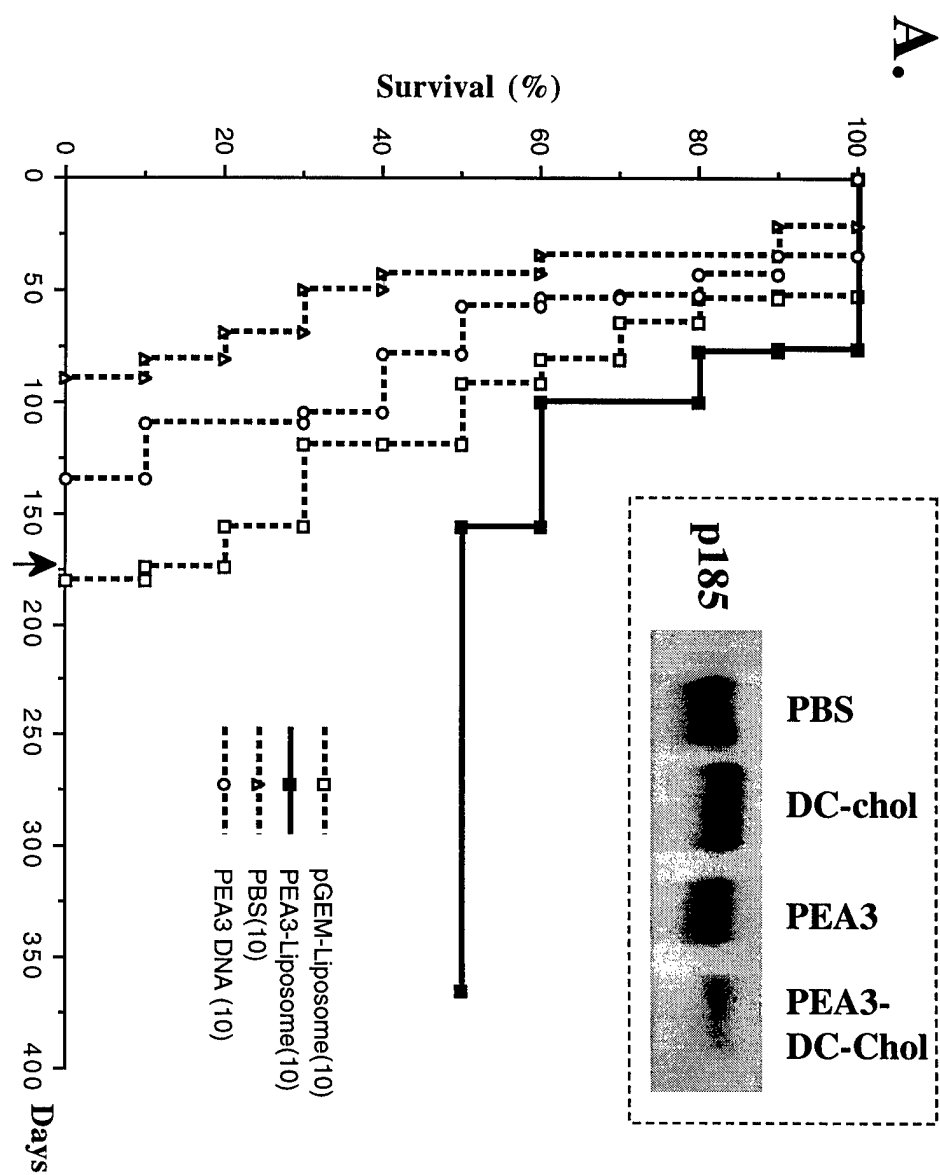 A.
Survival (%)
100
80
60
40
20
0
0 50 100 150 200 250 300 350 400
Days
PBS
DC-chol
PEA3
PEA3-
DC-Chol
p185
pGEM-Liposome(10)
PEA3-Liposome(10)
PBS(10)
PEA3 DNA (10)